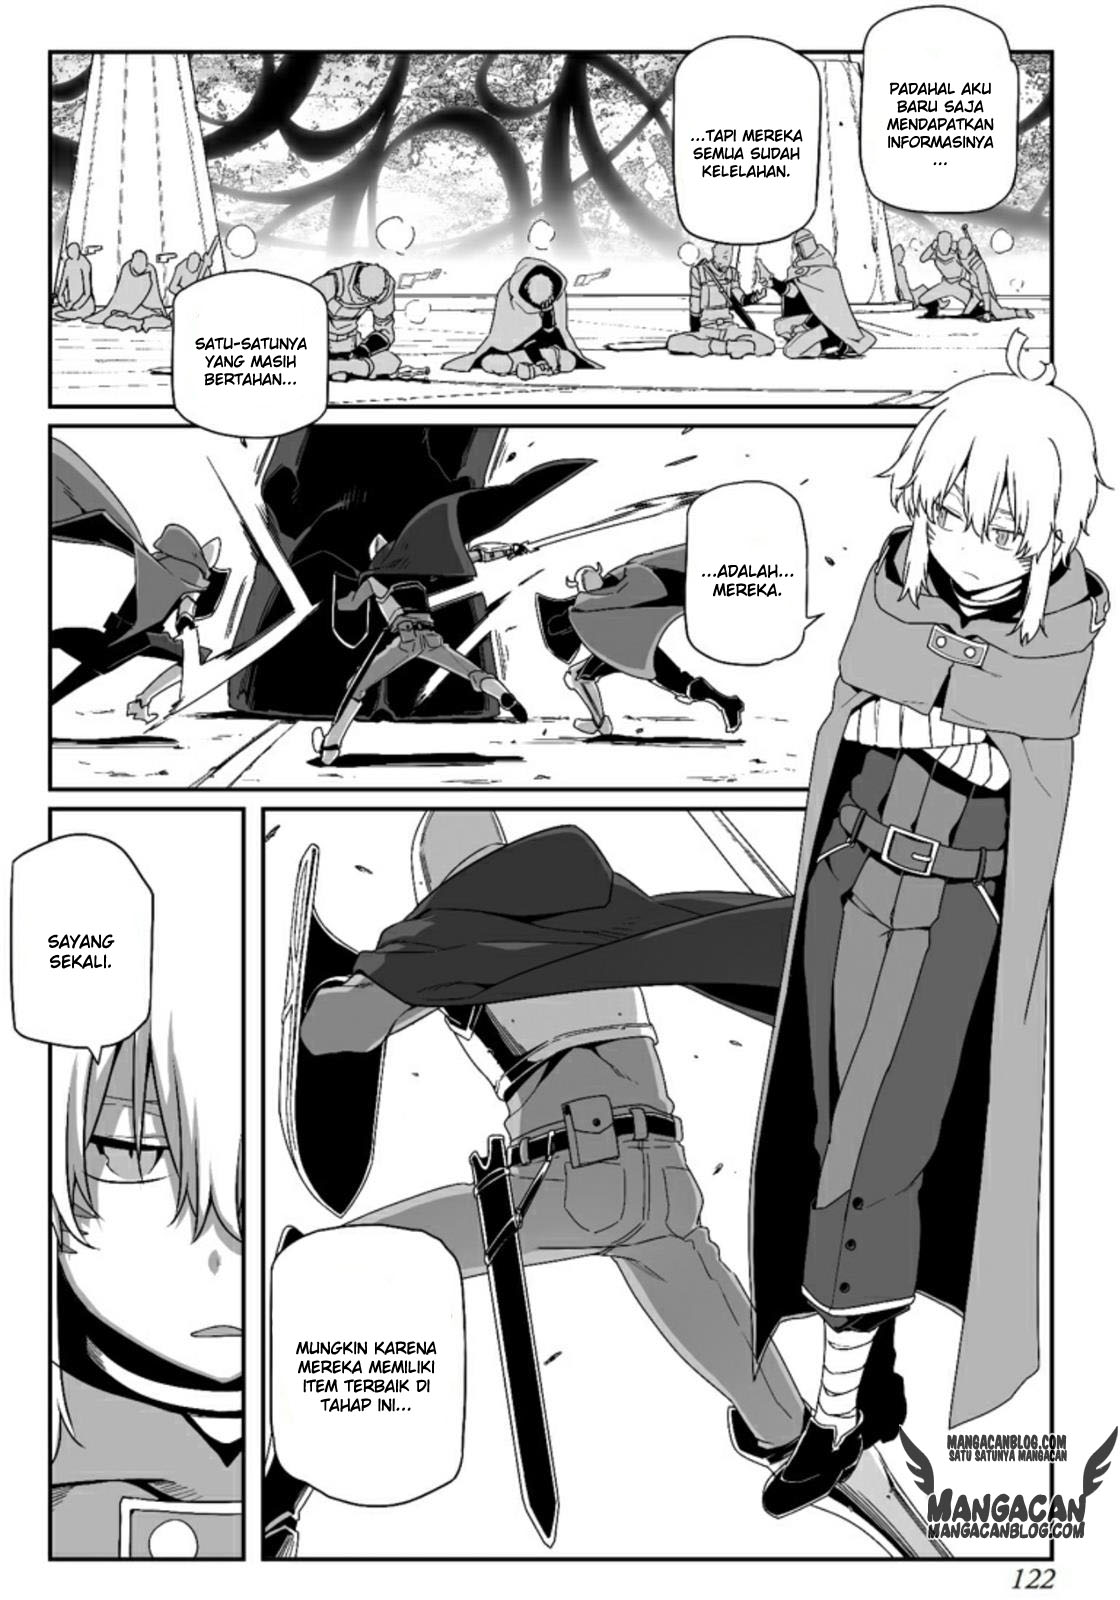 PADAHAL AKU
BARU SAJA
MENDAPATKAN
INFORMASINYA
...
...TAPI MEREKA
SEMUA SUDAH
KELELAHAN.
SATU-SATUNYA
YANG MASIH
BERTAHAN...
...ADALAH...
MEREKA.
SAYANG
SEKALI.
MUNGKIN KARENA
MEREKA MEMILIKI
ITEM TERBAIK DI
TAHAP INI...
MANGACANBLOG.COM
SATU SATUNYA MANGACAN
MANGACAN
MANGACANBLOG.COM
122